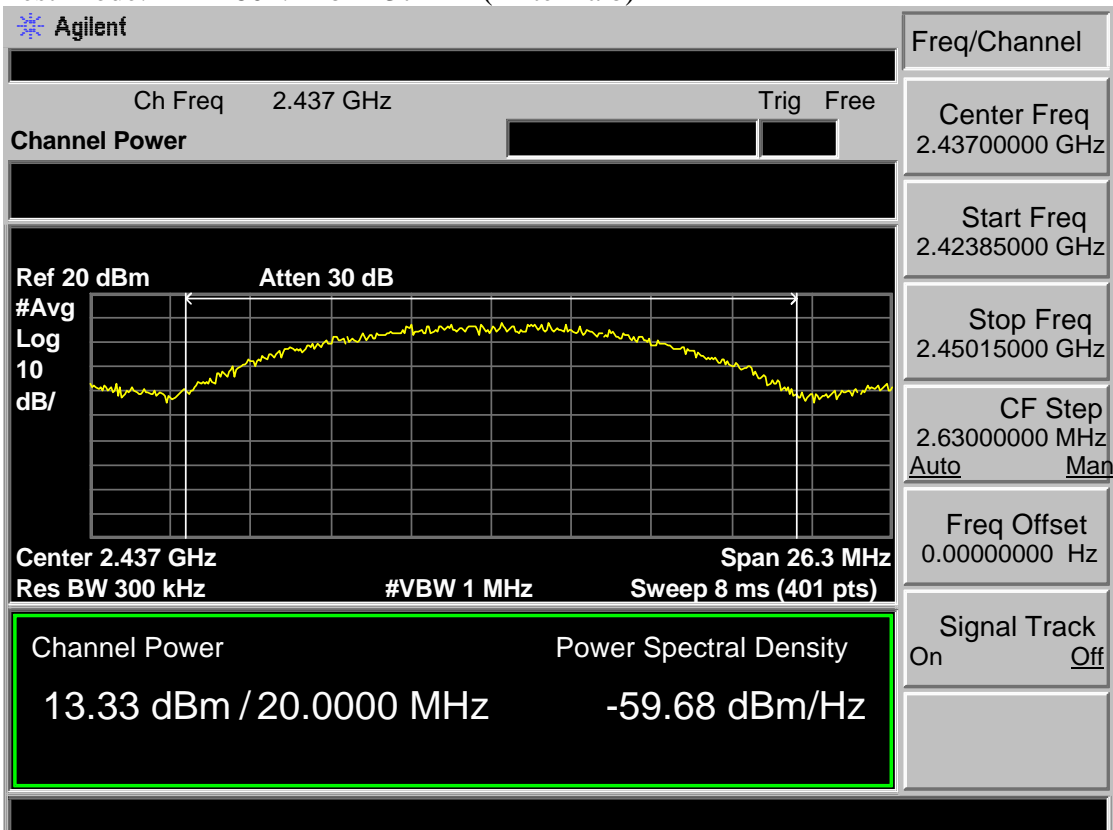 Agilent
Freq/Channel
Ch Freq 2.437 GHz Trig Free
Channel Power
Center Freq
2.43700000 GHz
Start Freq
2.42385000 GHz
Stop Freq
2.45015000 GHz
CF Step
2.63000000 MHz
Auto Man
Freq Offset
0.00000000 Hz
Signal Track
On Off
Ref 20 dBm Atten 30 dB
#Avg
Log
10
dB/
Center 2.437 GHz Span 26.3 MHz
Res BW 300 kHz #VBW 1 MHz Sweep 8 ms (401 pts)
Channel Power Power Spectral Density
13.33 dBm / 20.0000 MHz -59.68 dBm/Hz